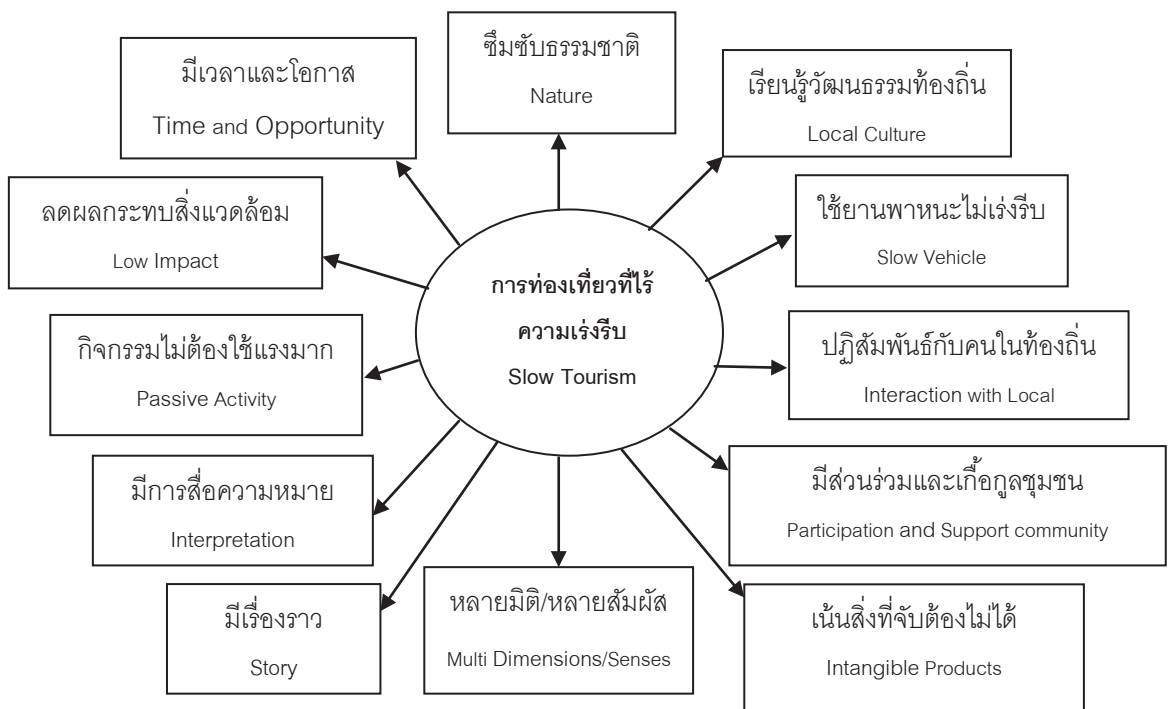 ซึมซับธรรมชาติ
Nature
มีเวลาและโอกาส
Time and Opportunity
เรียนรู้วัฒนธรรมท้องถิ่น
Local Culture
ลดผลกระทบสิ่งแวดล้อม
Low Impact
ใช้ยานพาหนะไม่เร่งรีบ
Slow Vehicle
การท่องเที่ยวที่ไร้
ความเร่งรีบ
Slow Tourism
กิจกรรมไม่ต้องใช้แรงมาก
Passive Activity
ปฏิสัมพันธ์กับคนในท้องถิ่น
Interaction with Local
มีการสื่อความหมาย
Interpretation
มีส่วนร่วมและเกื้อกูลชุมชน
Participation and Support community
มีเรื่องราว
Story
หลายมิติ/หลายสัมผัส
Multi Dimensions/Senses
เน้นสิ่งที่จับต้องไม่ได้
Intangible Products